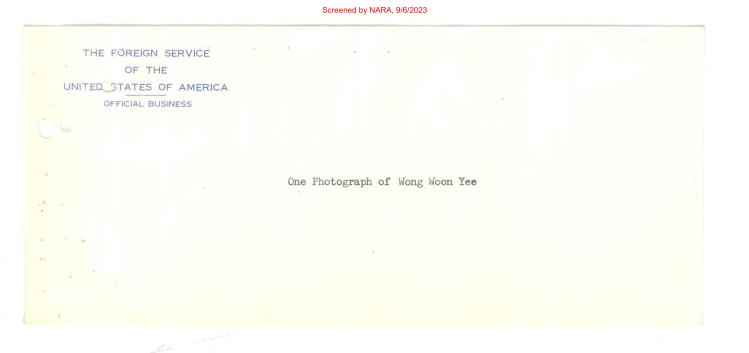 Screened by NARA, 9/6/2023
THE FOREIGN SERVICE
OF THE
UNITED STATES OF AMERICA
OFFICIAL BUSINESS
One Photograph of Wong Woon Yee